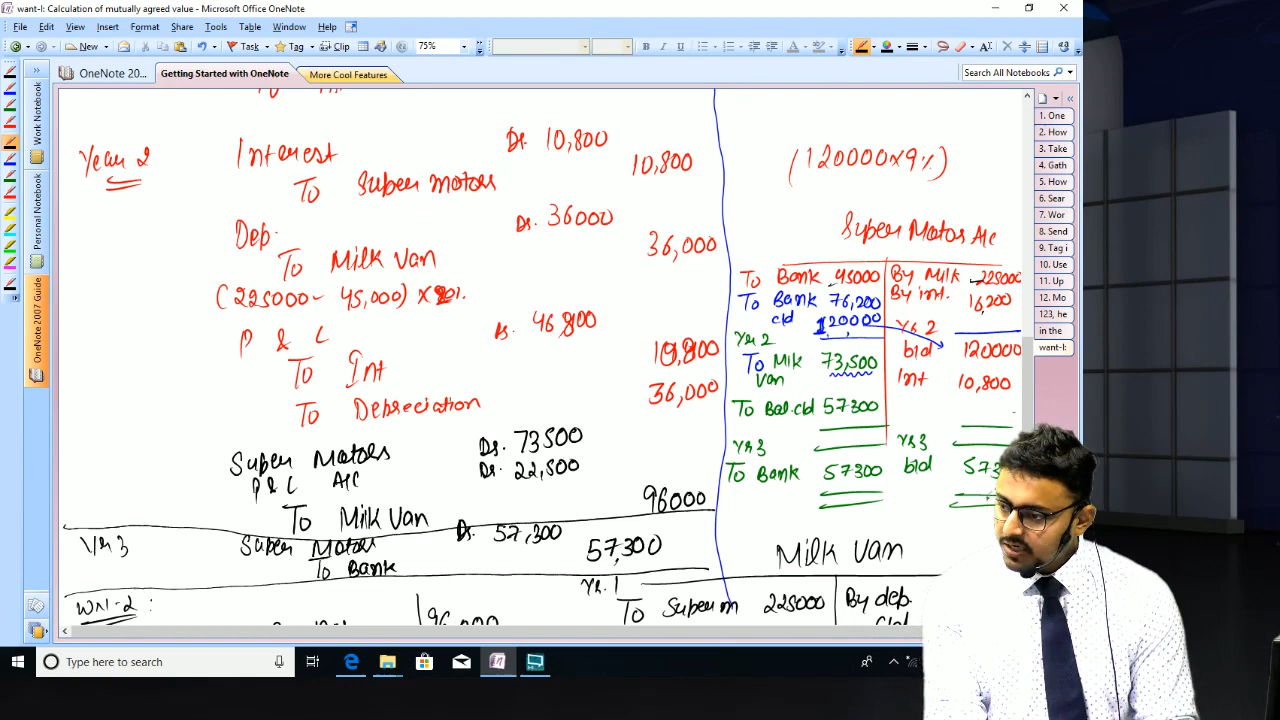 want-l: Calculation of mutually agreed value - Microsoft Office OneNote
File Edit View Insert Format Share Tools Table Window Help
New Task Tag Clip 75%
OneNote 20... Getting Started with OneNote More Cool Features Search All Notebooks
Work Notebook
Personal Notebook
OneNote 2007 Guide
Year 2 Interest Dr. 10,800
To Super motors 10,800
Dep. Dr. 36000
To Milk Van 36,000
(225000 - 45,000) × 20%
P & L Dr. 46,800
To Int 10,800
To Depreciation 36,000
Super Motors Dr. 73500
P & L A/c Dr. 22,500
To Milk Van 96000
Yr 3 Super Motors Dr. 57,300
To Bank 57,300
WN-2 :
96000
(120000×9%)
Super Motors A/c
To Bank 45000 By Milk 225000
To Bank 76,200 By int. 16,200
c/d 120000 Yr 2
Yr 2 b/d 120000
To Milk Van 73,500 Int 10,800
To Bal. c/d 57300
Yr 3 Yr 3
To Bank 57300 b/d 573
Milk Van
Yr. 1
To Super m 225000 By dep.
c/d
1. One
2. How
3. Take
4. Gath
5. How
6. Sear
7. Wor
8. Send
9. Tag i
10. Use
11. Up
12. Mo
123, he
in the
want-l:
Type here to search